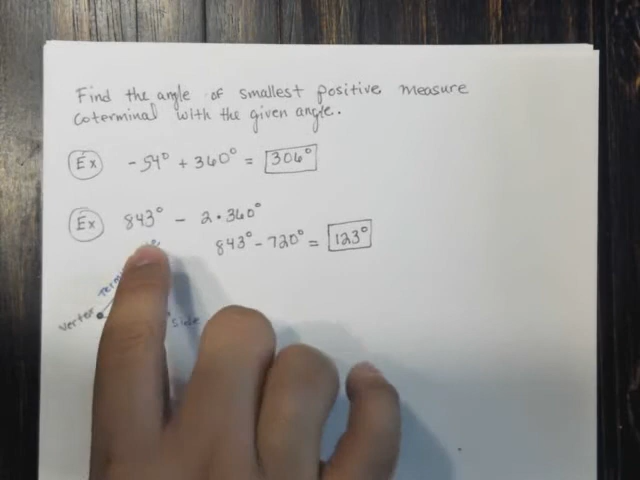 Find the angle of smallest positive measure
coterminal with the given angle.
Ex -54° + 360° = 306°
Ex 843° - 2·360°
843° - 720° = 123°
Vertex
Side